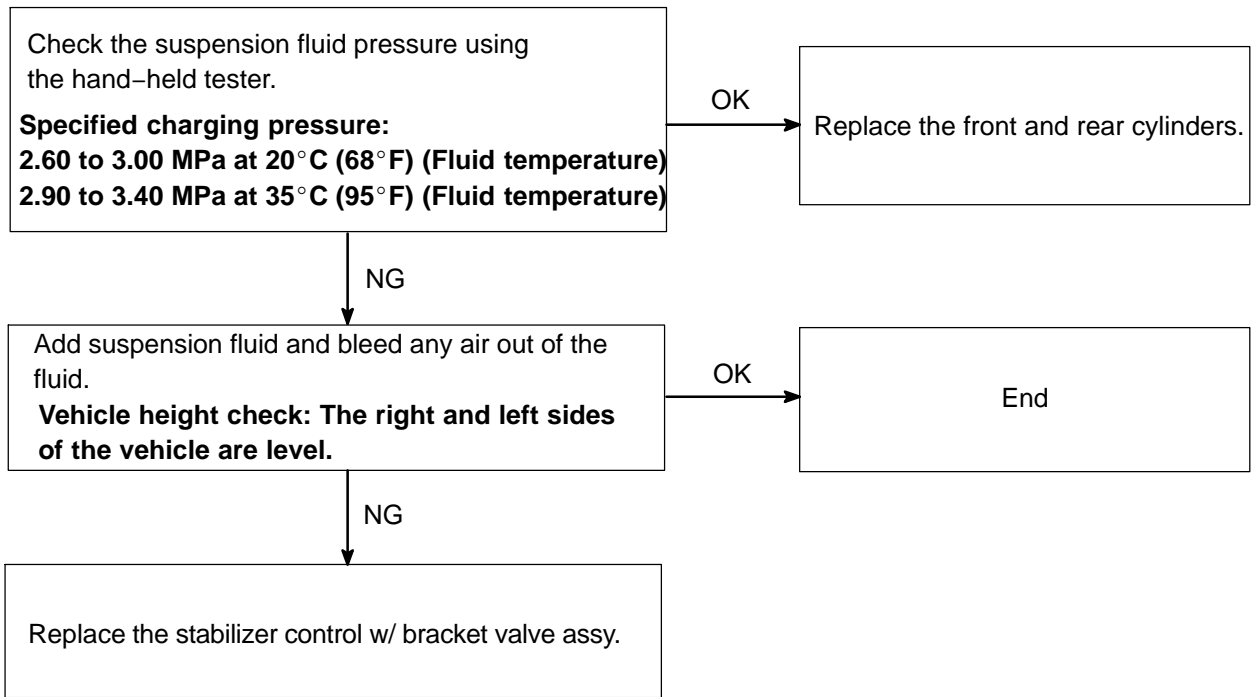 Check the suspension fluid pressure using
the hand–held tester.
Specified charging pressure:
2.60 to 3.00 MPa at 20°C (68°F) (Fluid temperature)
2.90 to 3.40 MPa at 35°C (95°F) (Fluid temperature)
OK
Replace the front and rear cylinders.
NG
Add suspension fluid and bleed any air out of the
fluid.
Vehicle height check: The right and left sides
of the vehicle are level.
OK
End
NG
Replace the stabilizer control w/ bracket valve assy.